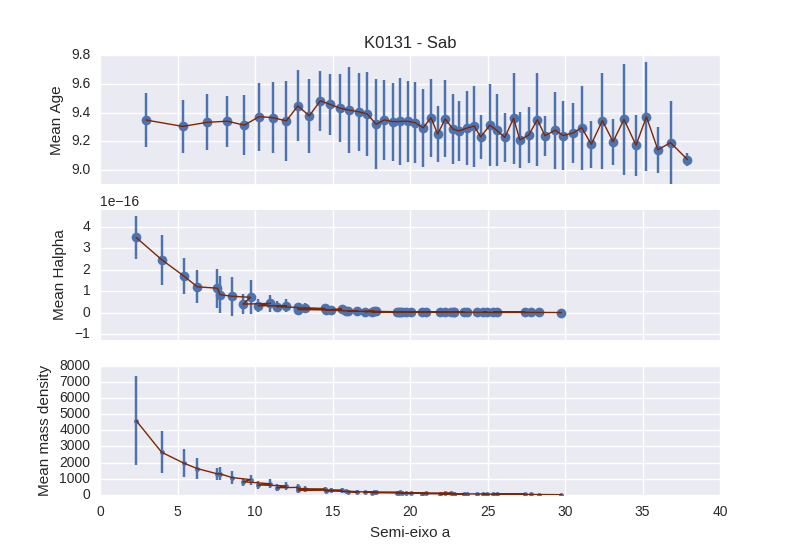 K0131 - Sab
9.8
9.6
9.4
9.2
9.0
Mean Age
1e−16
4
3
2
1
0
−1
Mean Halpha
8000
7000
6000
5000
4000
3000
2000
1000
0
Mean mass density
0 5 10 15 20 25 30 35 40
Semi-eixo a